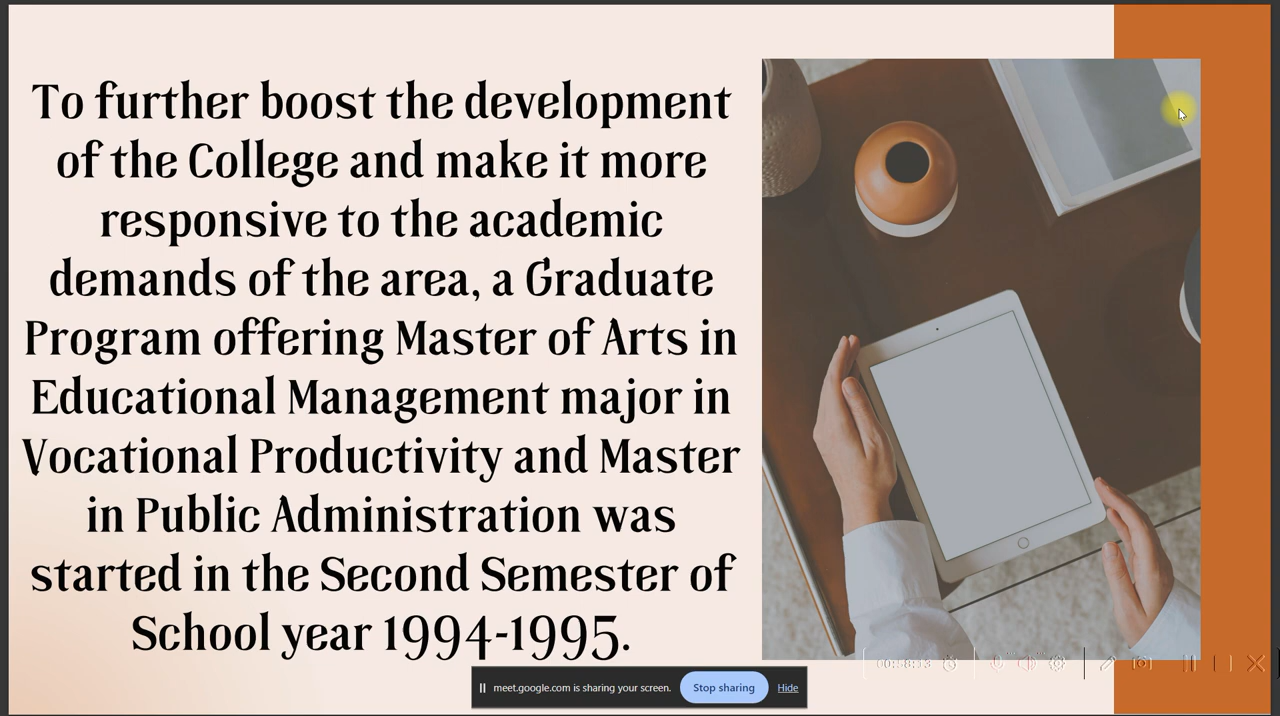 To further boost the development
of the College and make it more
responsive to the academic
demands of the area, a Graduate
Program offering Master of Arts in
Educational Management major in
Vocational Productivity and Master
in Public Administration was
started in the Second Semester of
School year 1994-1995.
meet.google.com is sharing your screen.
Stop sharing
Hide